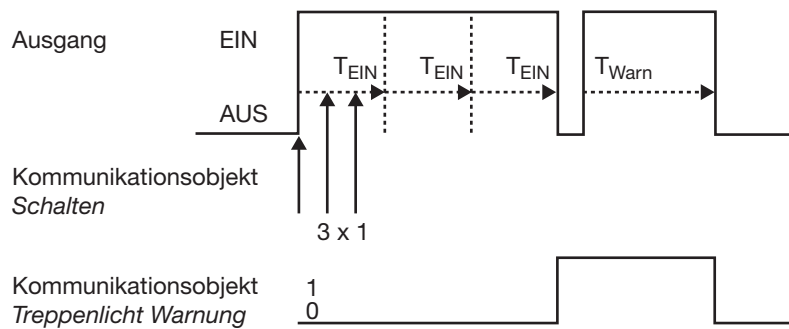 Ausgang EIN
T_EIN T_EIN T_EIN T_Warn
AUS
Kommunikationsobjekt
Schalten
3 x 1
Kommunikationsobjekt 1
Treppenlicht Warnung 0